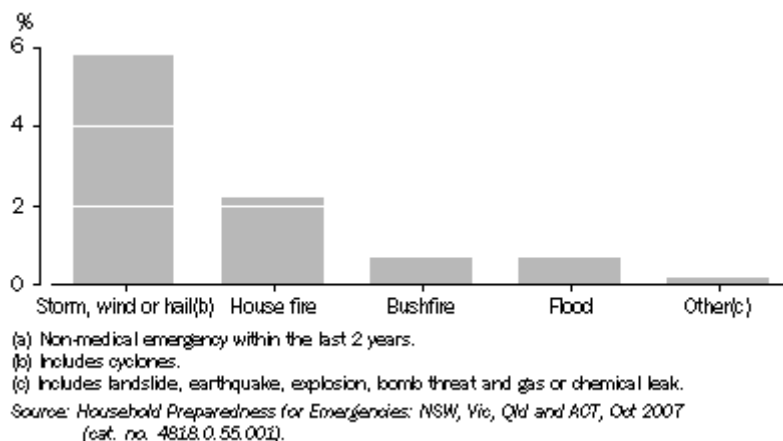 %
6
4
2
0
Storm, wind or hail(b) House fire Bushfire Flood Other(c)
(a) Non-medical emergency within the last 2 years.
(b) Includes cyclones.
(c) Includes landslide, earthquake, explosion, bomb threat and gas or chemical leak.
Source: Household Preparedness for Emergencies: NSW, Vic, Qld and ACT, Oct 2007
(cat. no. 4818.0.55.001).